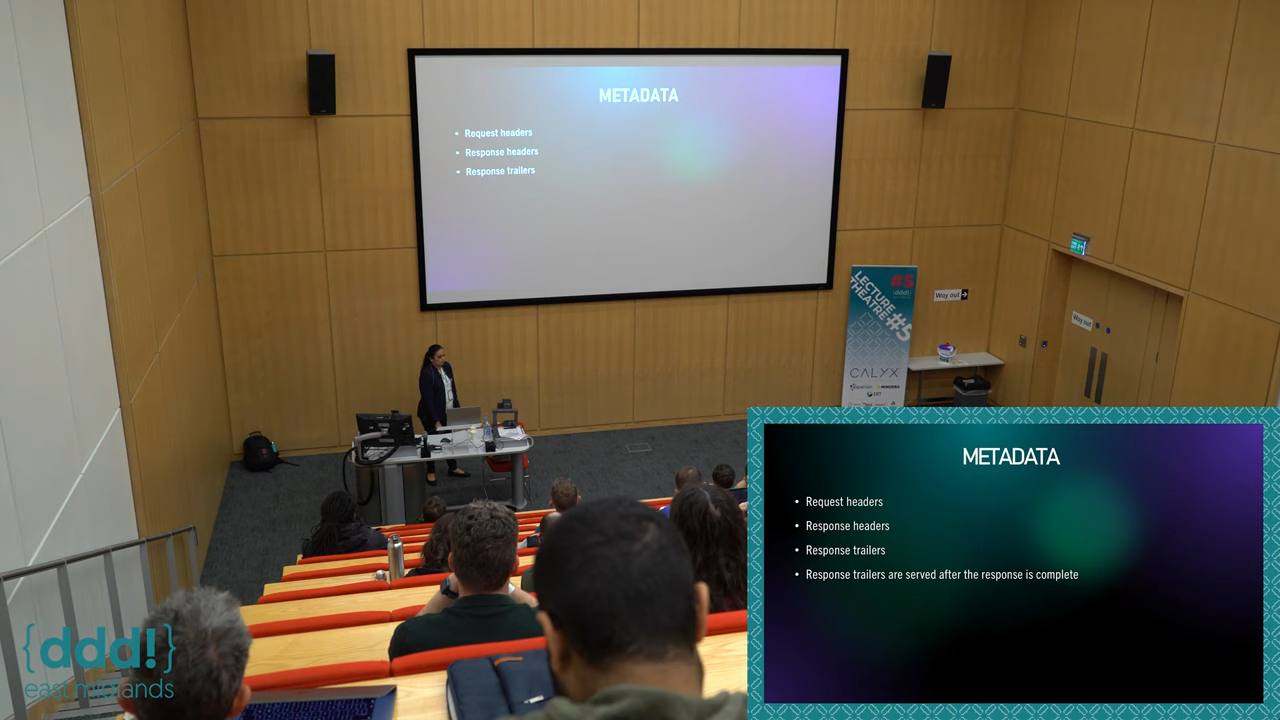 METADATA
• Request headers
• Response headers
• Response trailers
#5
{ddd!}
LECTURE
THEATRE
#5
CALYX
Way out
Way out
METADATA
• Request headers
• Response headers
• Response trailers
• Response trailers are served after the response is complete
{ddd!}
east midlands